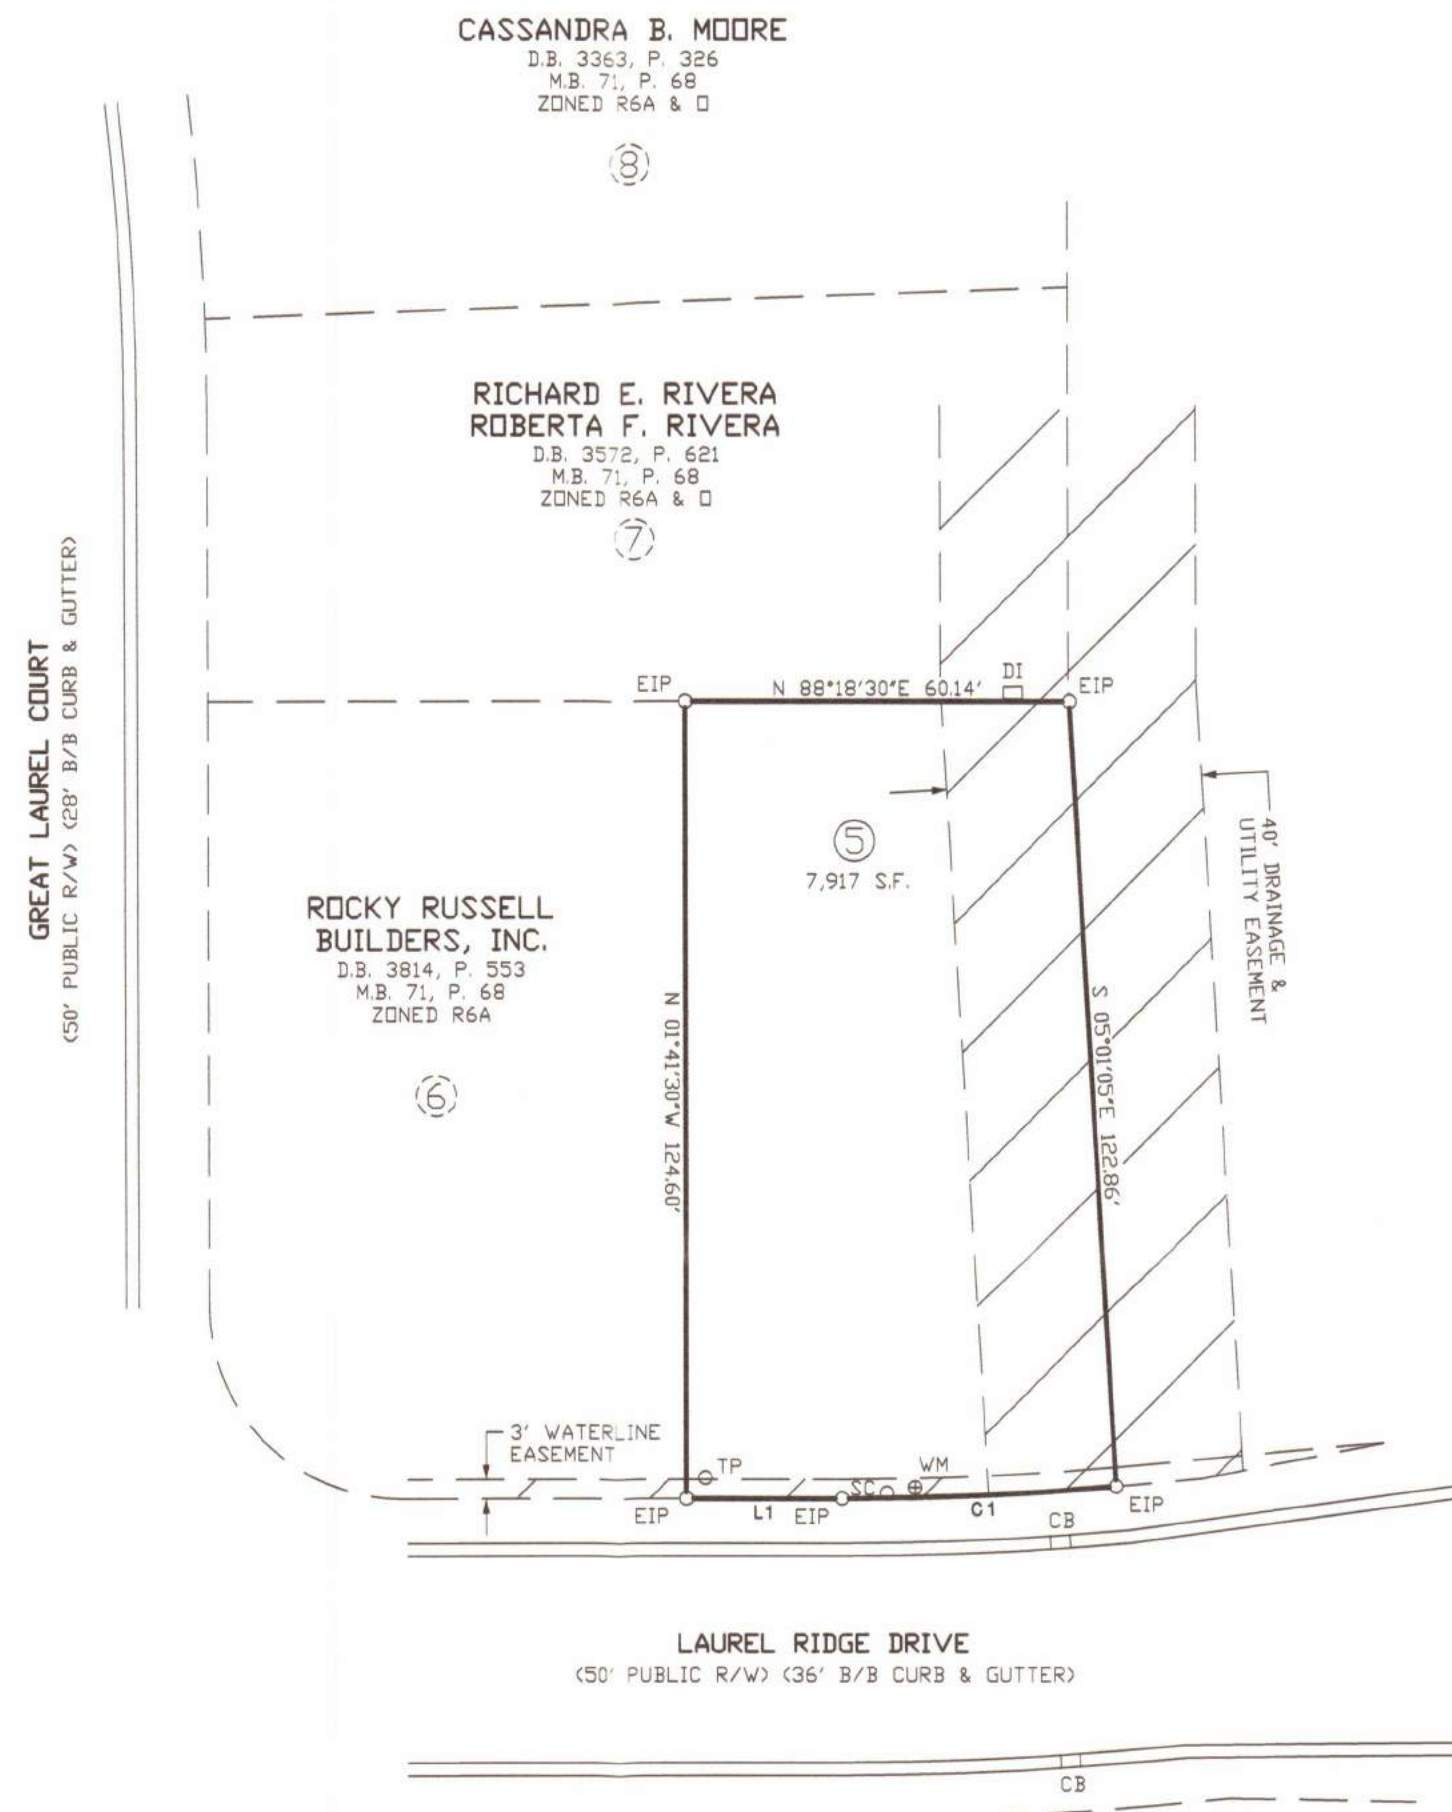 CASSANDRA B. MOORE
D.B. 3363, P. 326
M.B. 71, P. 68
ZONED R6A & O
8
RICHARD E. RIVERA
ROBERTA F. RIVERA
D.B. 3572, P. 621
M.B. 71, P. 68
ZONED R6A & O
7
GREAT LAUREL COURT
(50' PUBLIC R/W) (28' B/B CURB & GUTTER)
EIP
N 88°18'30"E 60.14'
DI
EIP
5
7,917 S.F.
40' DRAINAGE &
UTILITY EASEMENT
ROCKY RUSSELL
BUILDERS, INC.
D.B. 3814, P. 553
M.B. 71, P. 68
ZONED R6A
6
N 01°41'30"W 124.60'
S 05°01'05"E 122.86'
3' WATERLINE
EASEMENT
TP
SC
WM
EIP
L1
EIP
C1
EIP
CB
LAUREL RIDGE DRIVE
(50' PUBLIC R/W) (36' B/B CURB & GUTTER)
CB